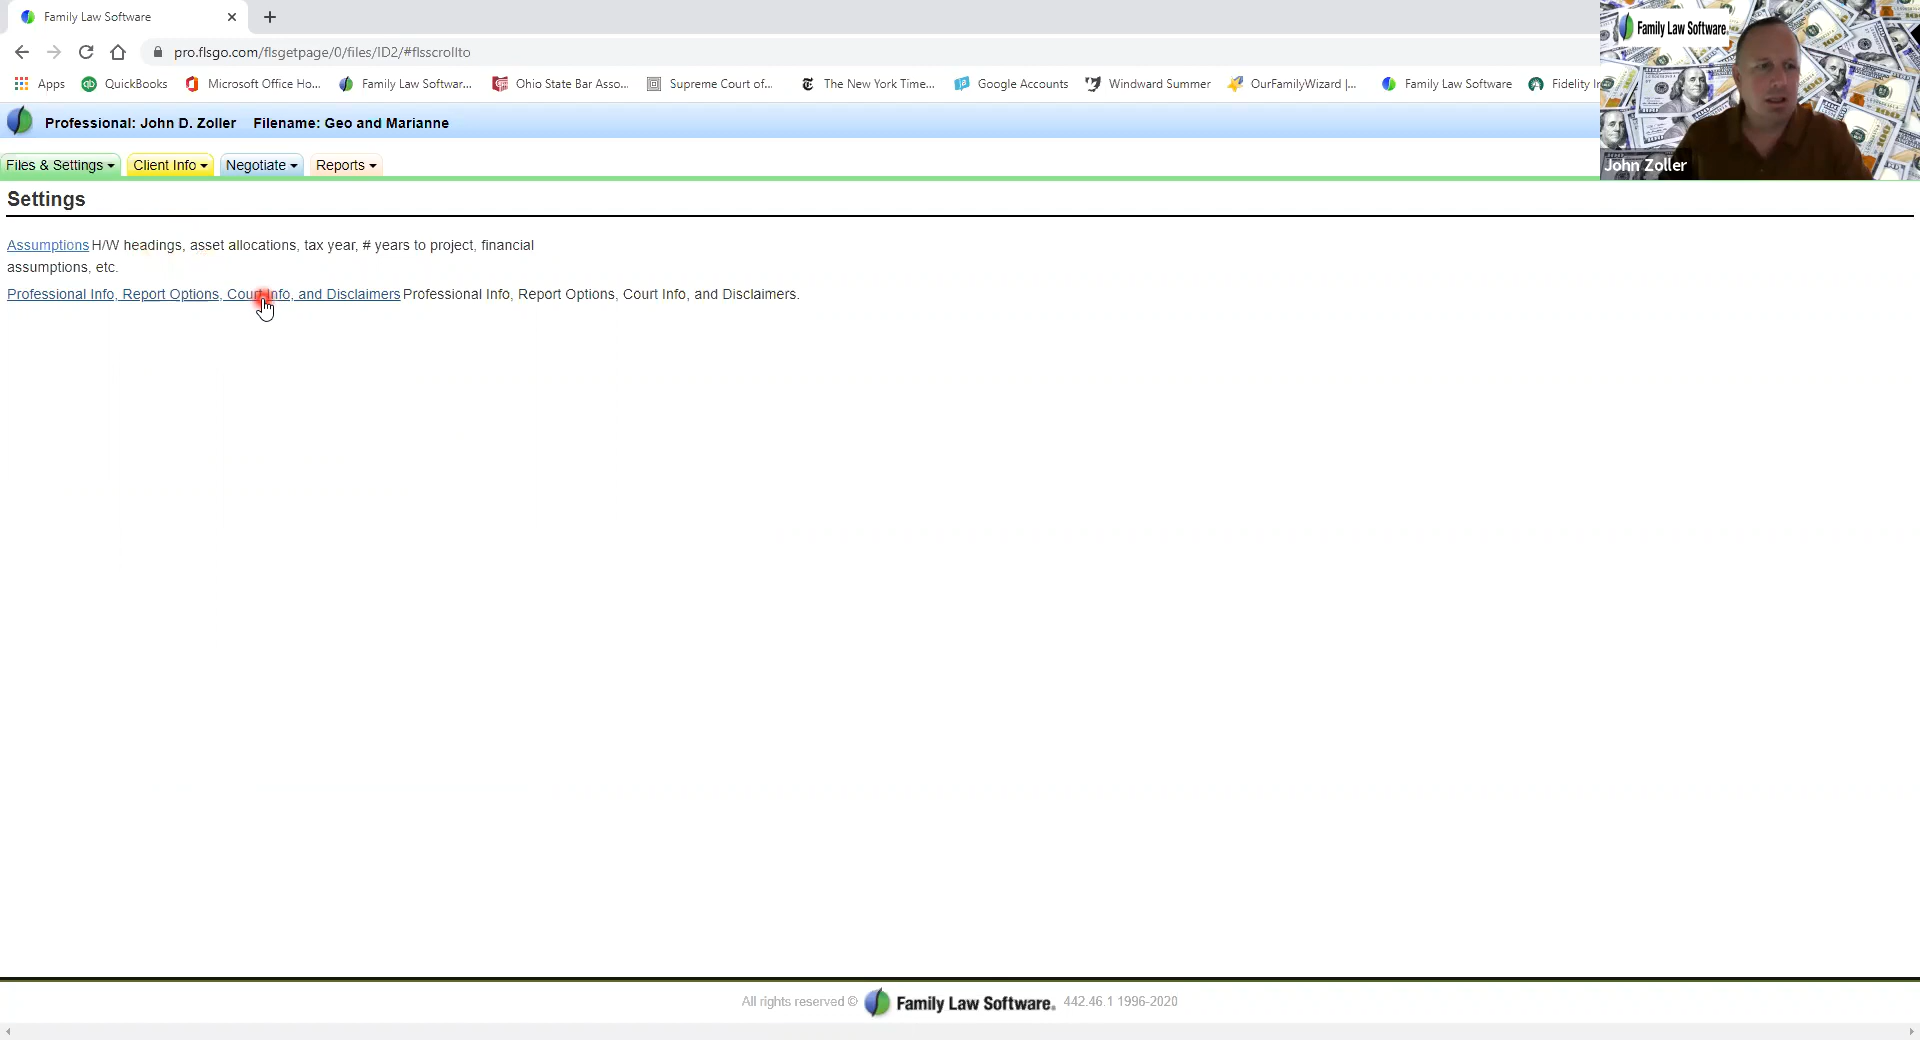 Family Law Software
pro.flsgo.com/flsgetpage/0/files/ID2/#flsscrollto
Apps QuickBooks Microsoft Office Ho... Family Law Softwar... Ohio State Bar Asso... Supreme Court of... The New York Time... Google Accounts Windward Summer OurFamilyWizard |... Family Law Software Fidelity In
Family Law Software
John Zoller
Professional: John D. Zoller Filename: Geo and Marianne
Files & Settings Client Info Negotiate Reports
Settings
Assumptions H/W headings, asset allocations, tax year, # years to project, financial
assumptions, etc.
Professional Info, Report Options, Court Info, and Disclaimers Professional Info, Report Options, Court Info, and Disclaimers.
All rights reserved © Family Law Software. 442.46.1 1996-2020